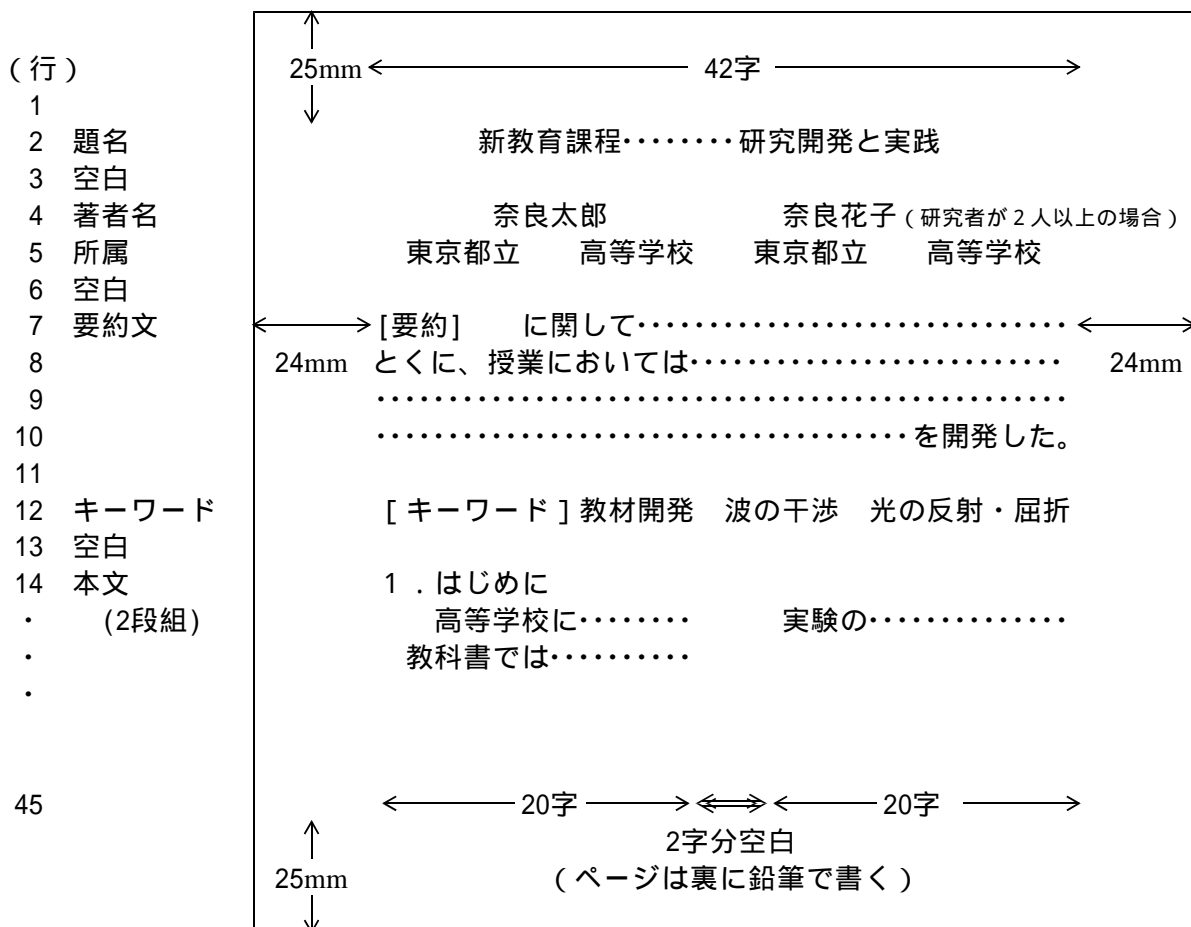 25mm
42字
(行)
1
2 題名 新教育課程・・・・・・・・研究開発と実践
3 空白
4 著者名 奈良太郎 奈良花子(研究者が2人以上の場合)
5 所属 東京都立 高等学校 東京都立 高等学校
6 空白
7 要約文 [要約] に関して・・・・・・・・・・・・・・・・・・・・・・・・・・・・・・
8 24mm とくに、授業においては・・・・・・・・・・・・・・・・・・・・・・・・・・ 24mm
9 ・・・・・・・・・・・・・・・・・・・・・・・・・・・・・・・・・・・・・・・・・・・・・・・・
10 ・・・・・・・・・・・・・・・・・・・・・・・・・・・・・・・・・・・・・を開発した。
11
12 キーワード [キーワード]教材開発 波の干渉 光の反射・屈折
13 空白
14 本文 1.はじめに
・ (2段組) 高等学校に・・・・・・・・ 実験の・・・・・・・・・・・・・・
・ 教科書では・・・・・・・・・・
・
45 20字 20字
2字分空白
25mm (ページは裏に鉛筆で書く)